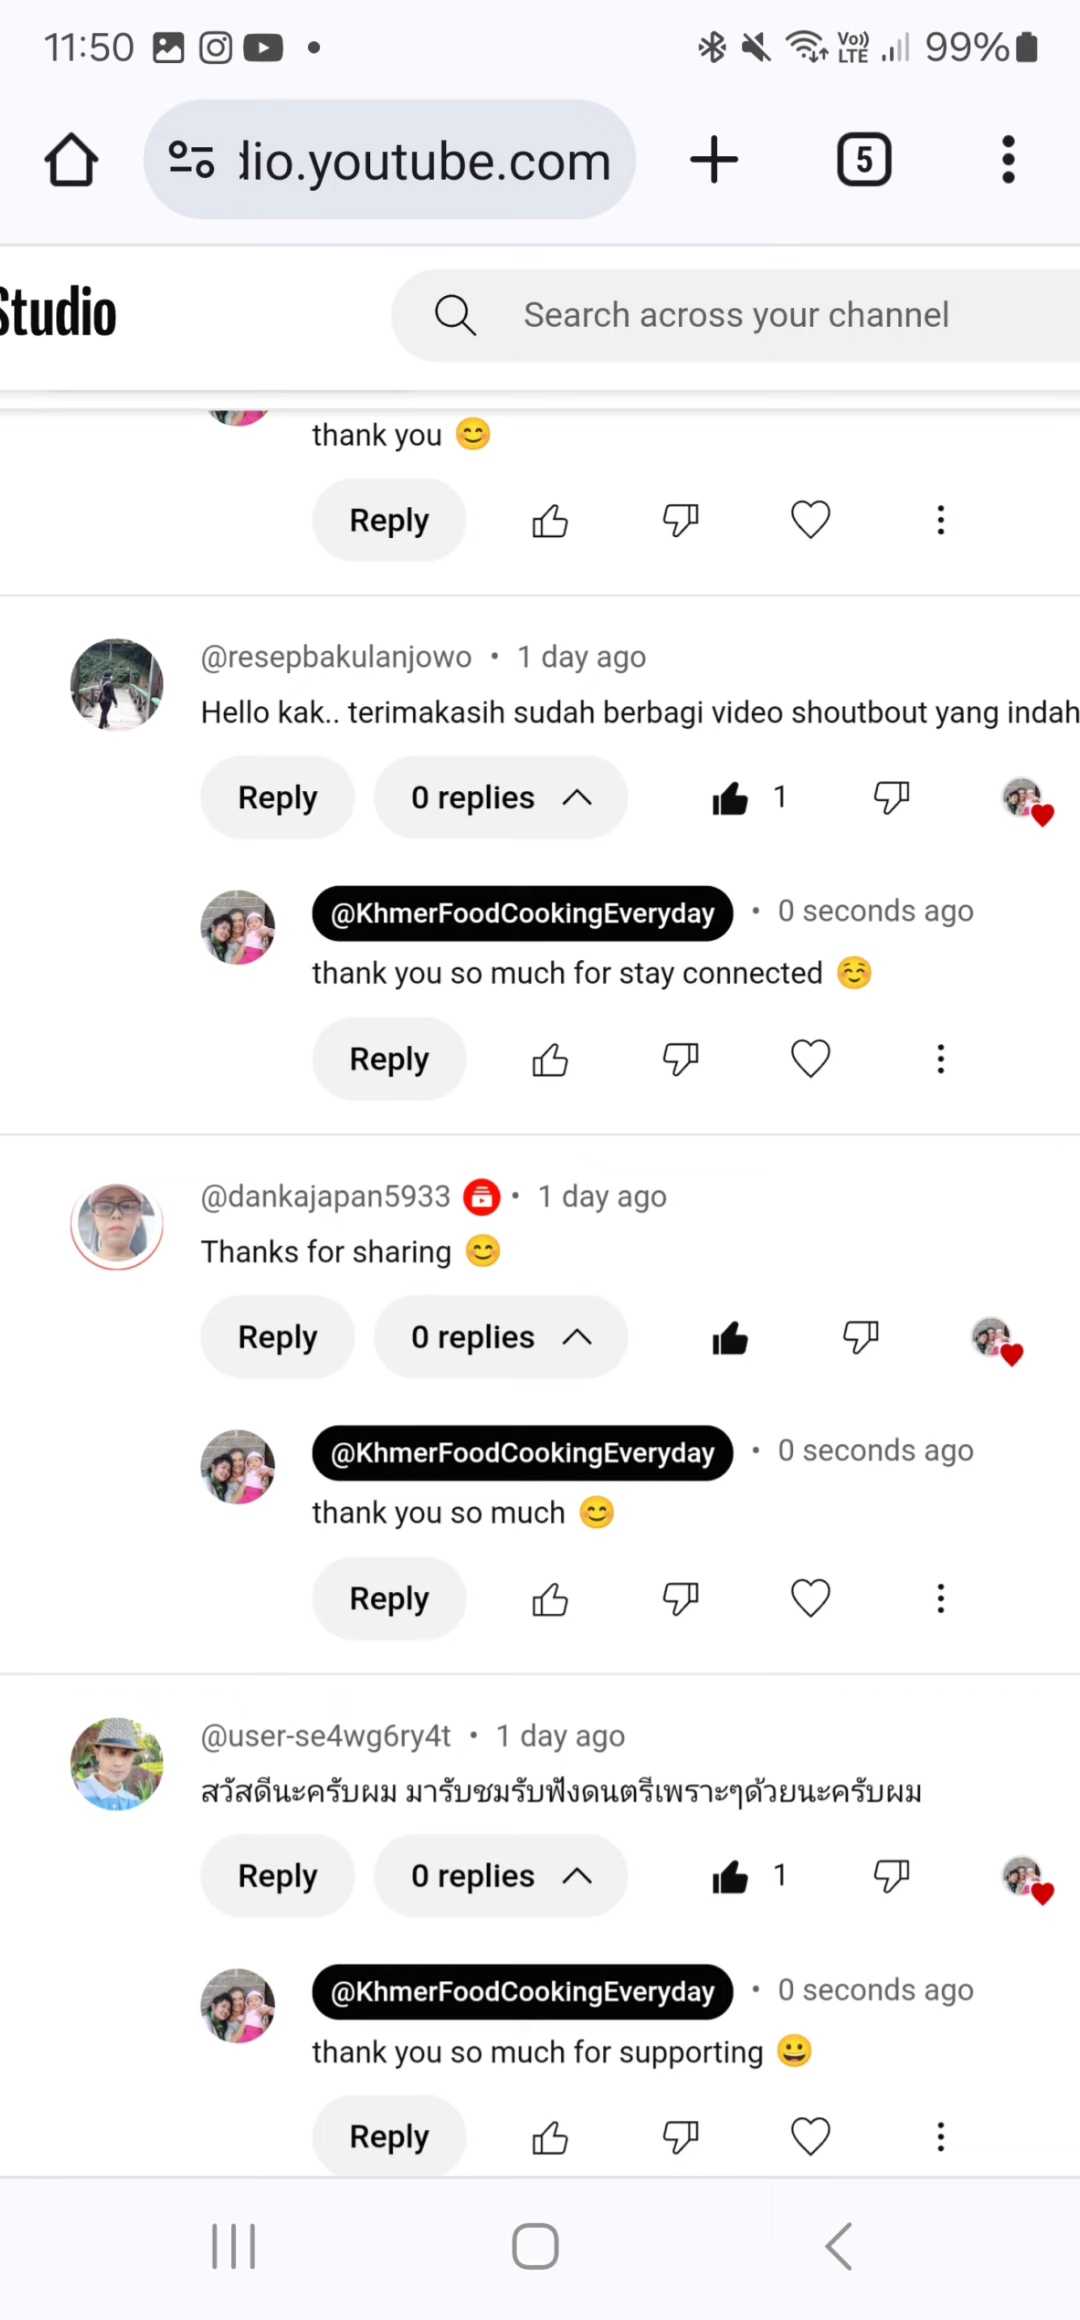 11:50
Vo)) LTE 99%
dio.youtube.com
5
Studio
Search across your channel
thank you 😊
Reply
@resepbakulanjowo • 1 day ago
Hello kak.. terimakasih sudah berbagi video shoutbout yang indah
Reply 0 replies 1
@KhmerFoodCookingEveryday • 0 seconds ago
thank you so much for stay connected ☺️
Reply
@dankajapan5933 • 1 day ago
Thanks for sharing 😊
Reply 0 replies
@KhmerFoodCookingEveryday • 0 seconds ago
thank you so much 😊
Reply
@user-se4wg6ry4t • 1 day ago
สวัสดีนะครับผม มารับชมรับฟังดนตรีเพราะๆด้วยนะครับผม
Reply 0 replies 1
@KhmerFoodCookingEveryday • 0 seconds ago
thank you so much for supporting 😀
Reply